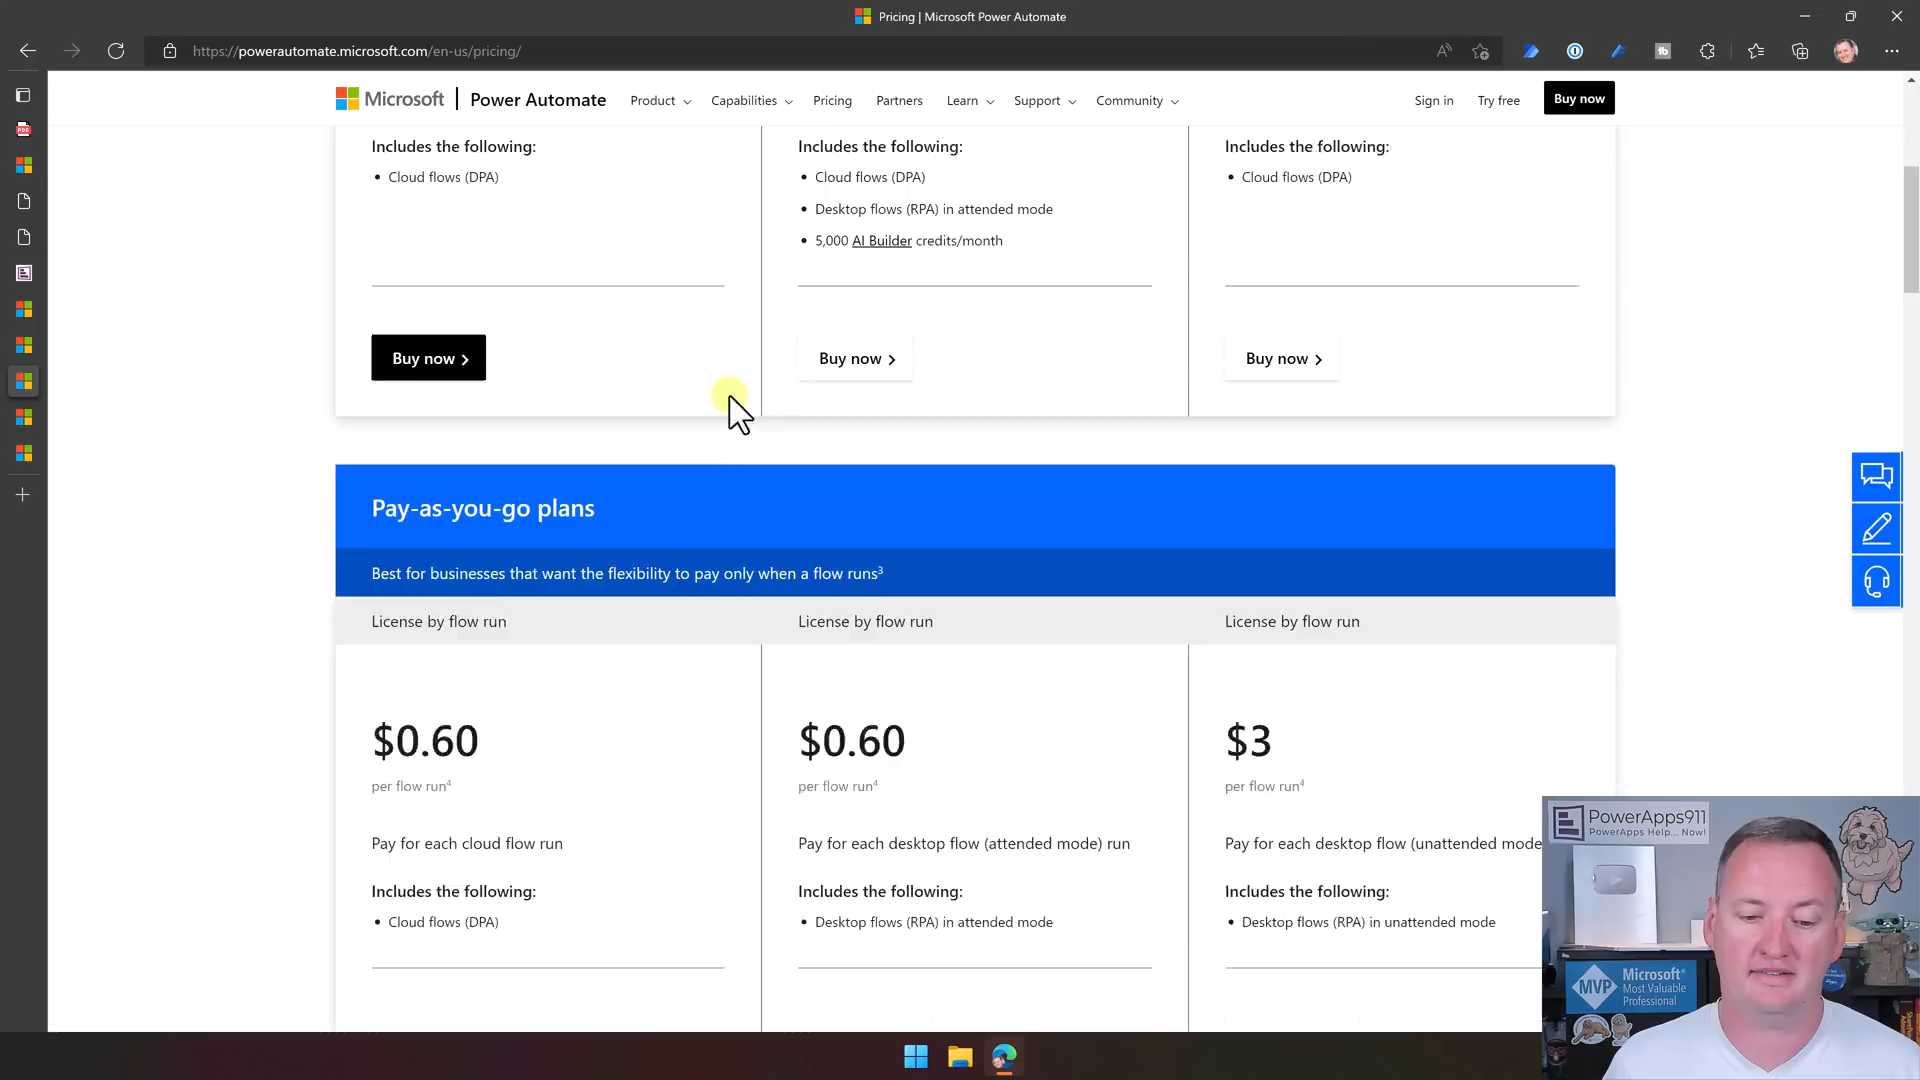 Pricing | Microsoft Power Automate
https://powerautomate.microsoft.com/en-us/pricing/
Microsoft | Power Automate
Product
Capabilities
Pricing
Partners
Learn
Support
Community
Sign in
Try free
Buy now
Includes the following:
• Cloud flows (DPA)
Includes the following:
• Cloud flows (DPA)
• Desktop flows (RPA) in attended mode
• 5,000 AI Builder credits/month
Includes the following:
• Cloud flows (DPA)
Buy now
Buy now
Buy now
Pay-as-you-go plans
Best for businesses that want the flexibility to pay only when a flow runs³
License by flow run
License by flow run
License by flow run
$0.60
per flow run⁴
Pay for each cloud flow run
Includes the following:
• Cloud flows (DPA)
$0.60
per flow run⁴
Pay for each desktop flow (attended mode) run
Includes the following:
• Desktop flows (RPA) in attended mode
$3
per flow run⁴
Pay for each desktop flow (unattended mode
Includes the following:
• Desktop flows (RPA) in unattended mode
PowerApps911
PowerApps Help... Now!
MVP
Microsoft®
Most Valuable
Professional